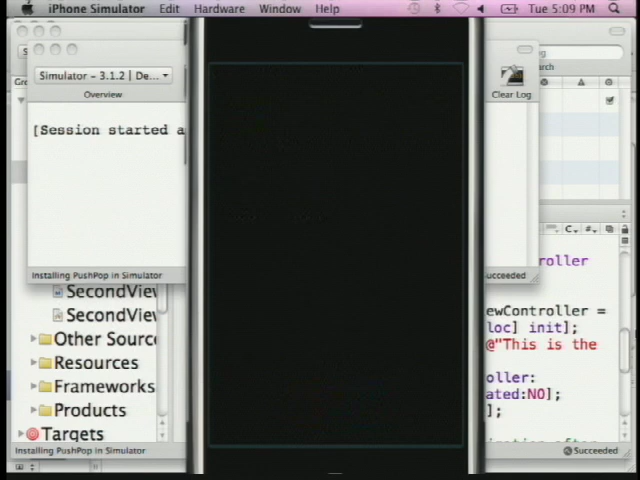 iPhone Simulator Edit Hardware Window Help Tue 5:09 PM
Simulator - 3.1.2 | De...
Overview
Clear Log
[Session started a
Installing PushPop in Simulator
Succeeded
SecondView
SecondView
Other Source
Resources
Frameworks
Products
Targets
ewController =
loc] init];
@"This is the
oller:
ated:NO];
];
Installing PushPop in Simulator
Succeeded